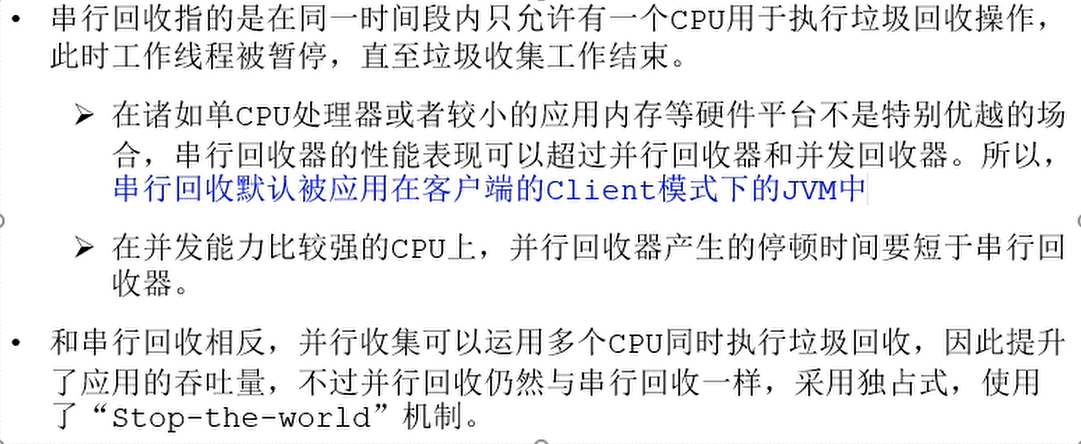 • 串行回收指的是在同一时间段内只允许有一个CPU用于执行垃圾回收操作，
此时工作线程被暂停，直至垃圾收集工作结束。
➢ 在诸如单CPU处理器或者较小的应用内存等硬件平台不是特别优越的场
合，串行回收器的性能表现可以超过并行回收器和并发回收器。所以，
串行回收默认被应用在客户端的Client模式下的JVM中
➢ 在并发能力比较强的CPU上，并行回收器产生的停顿时间要短于串行回
收器。
• 和串行回收相反，并行收集可以运用多个CPU同时执行垃圾回收，因此提升
了应用的吞吐量，不过并行回收仍然与串行回收一样，采用独占式，使用
了“Stop-the-world”机制。